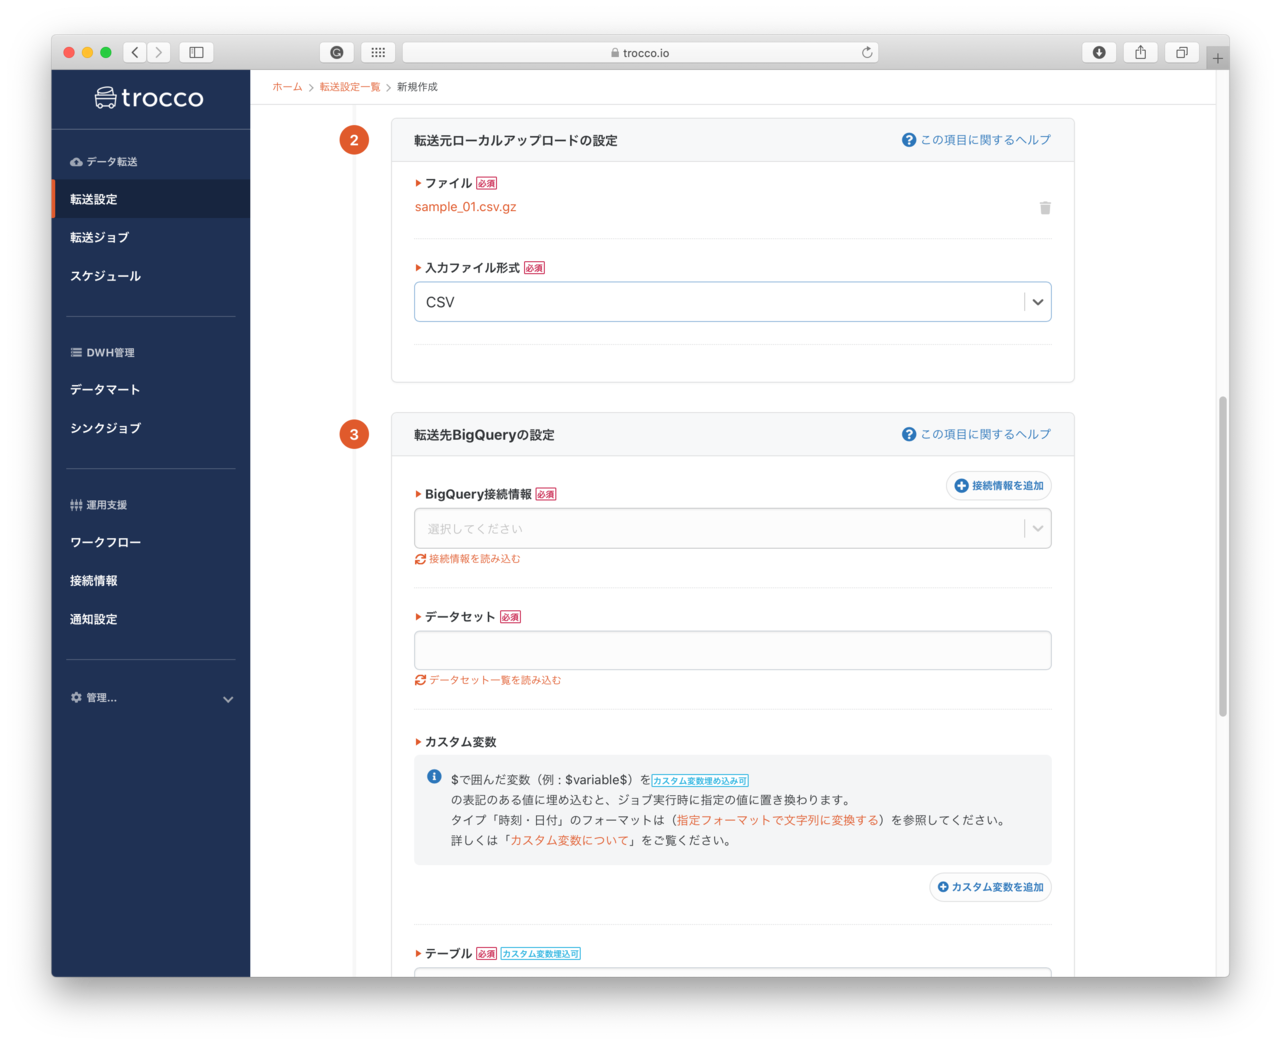 trocco.io
trocco
ホーム > 転送設定一覧 > 新規作成
データ転送
転送設定
転送ジョブ
スケジュール
DWH管理
データマート
シンクジョブ
運用支援
ワークフロー
接続情報
通知設定
管理...
2
転送元ローカルアップロードの設定
この項目に関するヘルプ
ファイル 必須
sample_01.csv.gz
入力ファイル形式 必須
CSV
3
転送先BigQueryの設定
この項目に関するヘルプ
接続情報を追加
BigQuery接続情報 必須
選択してください
接続情報を読み込む
データセット 必須
データセット一覧を読み込む
カスタム変数
$で囲んだ変数（例：$variable$）をカスタム変数埋め込み可
の表記のある値に埋め込むと、ジョブ実行時に指定の値に置き換わります。
タイプ「時刻・日付」のフォーマットは（指定フォーマットで文字列に変換する）を参照してください。
詳しくは「カスタム変数について」をご覧ください。
カスタム変数を追加
テーブル 必須 カスタム変数埋込可